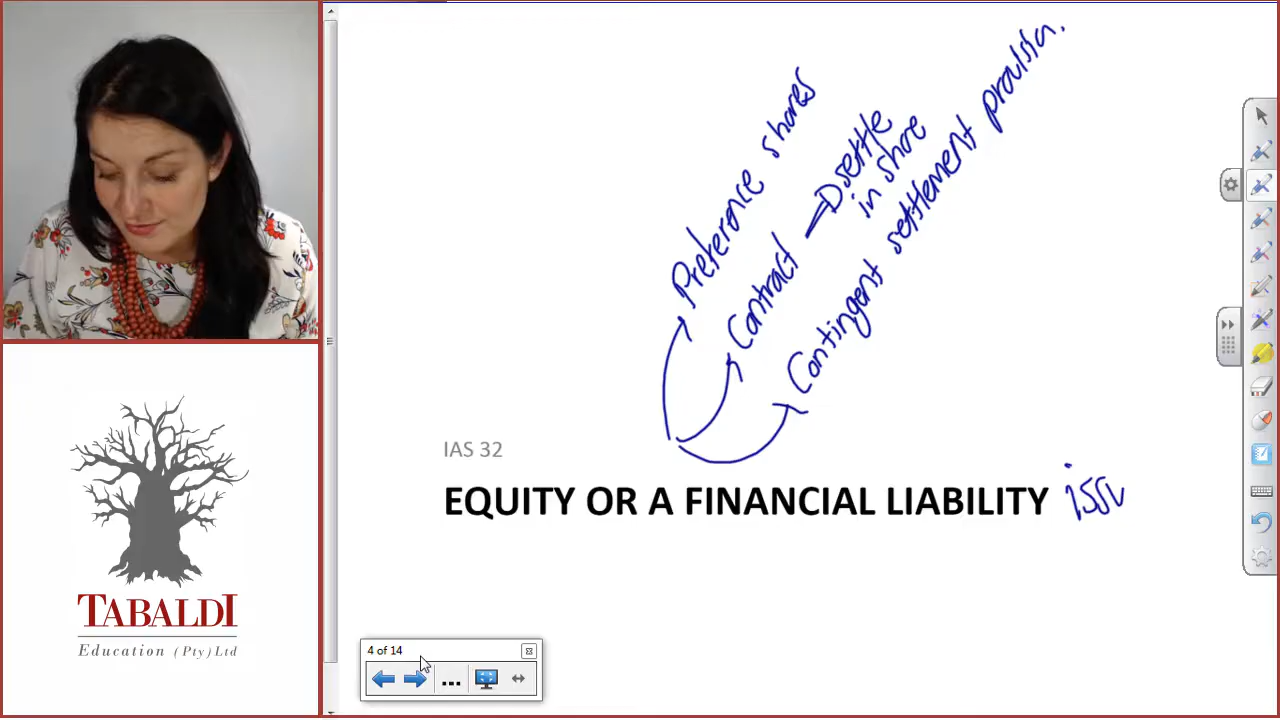 Preference shares
Contract → settle
in share
Contingent settlement provision.
IAS 32
EQUITY OR A FINANCIAL LIABILITY issu
TABALDI
Education (Pty) Ltd
4 of 14